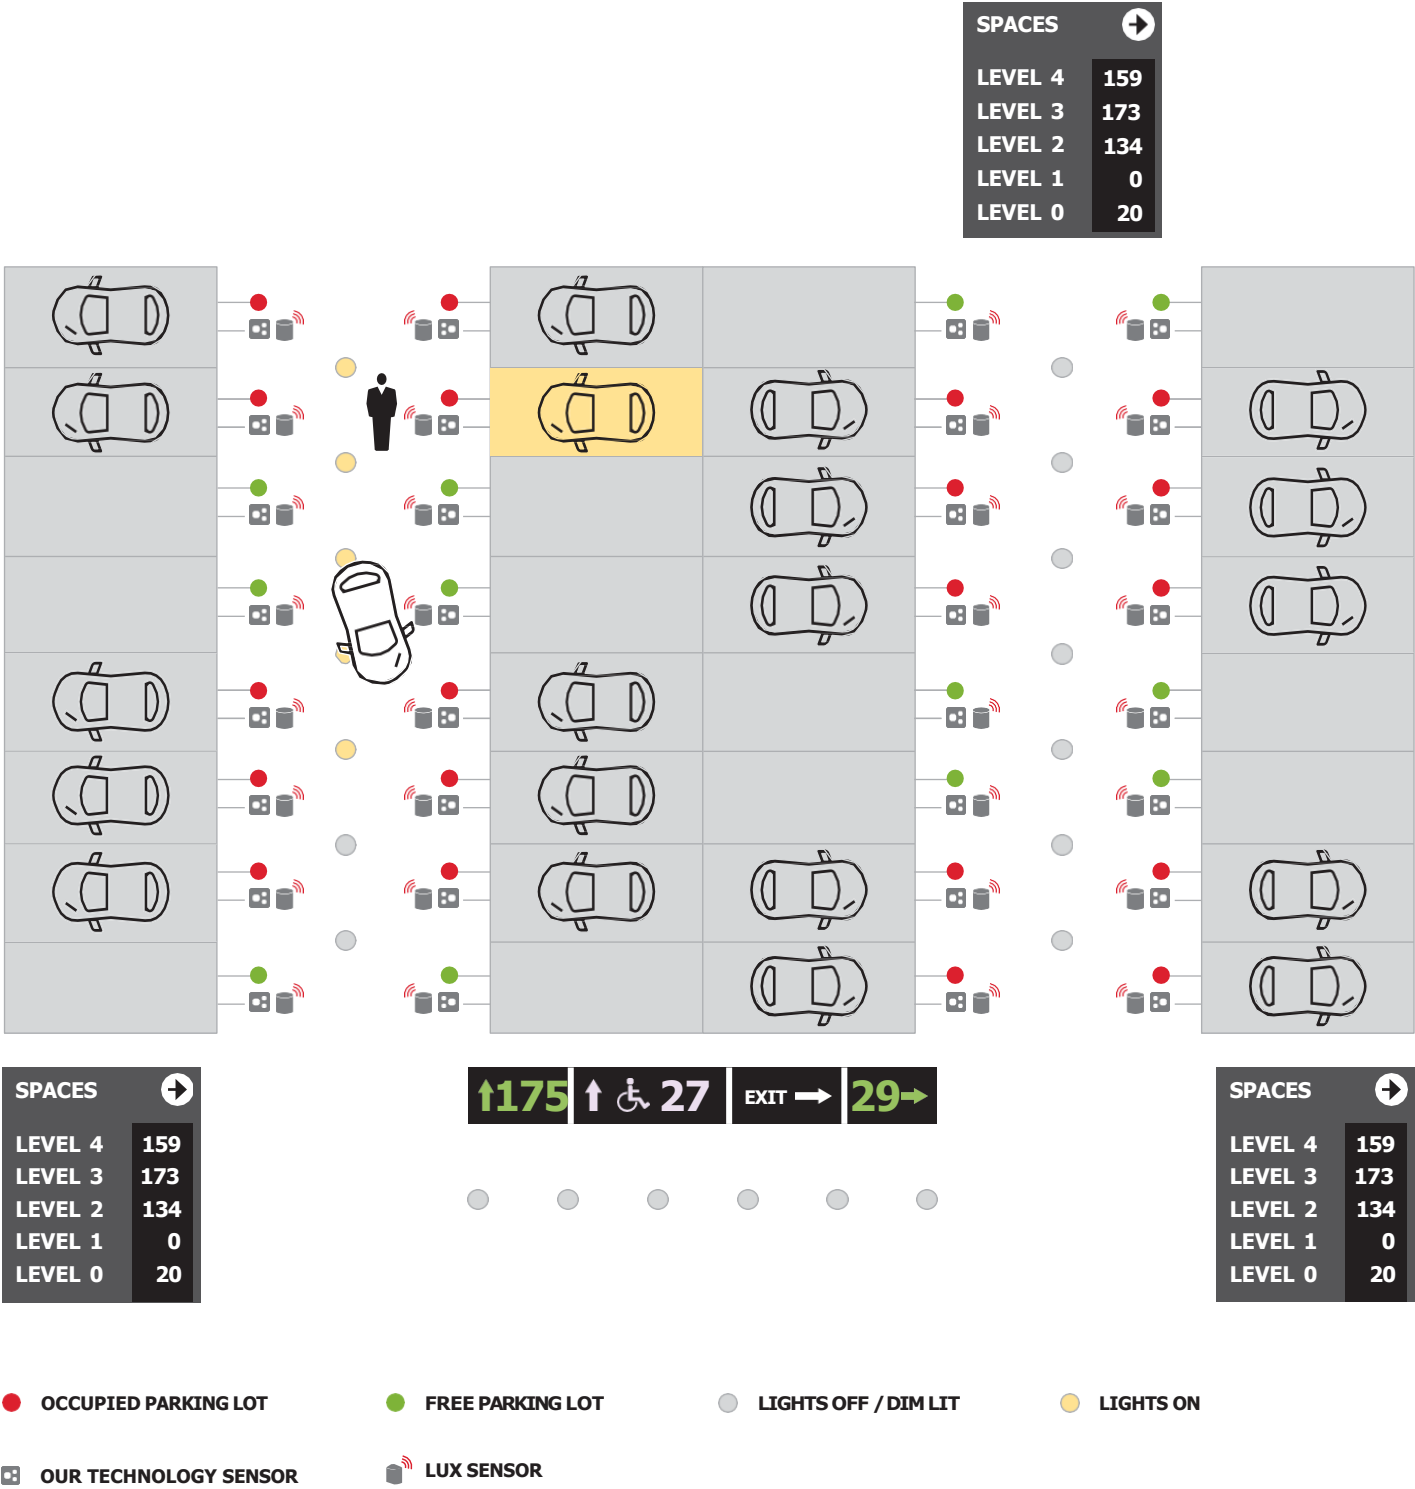 SPACES
LEVEL 4 159
LEVEL 3 173
LEVEL 2 134
LEVEL 1 0
LEVEL 0 20
SPACES
LEVEL 4 159
LEVEL 3 173
LEVEL 2 134
LEVEL 1 0
LEVEL 0 20
175 27 EXIT 29
SPACES
LEVEL 4 159
LEVEL 3 173
LEVEL 2 134
LEVEL 1 0
LEVEL 0 20
OCCUPIED PARKING LOT
FREE PARKING LOT
LIGHTS OFF / DIM LIT
LIGHTS ON
OUR TECHNOLOGY SENSOR
LUX SENSOR